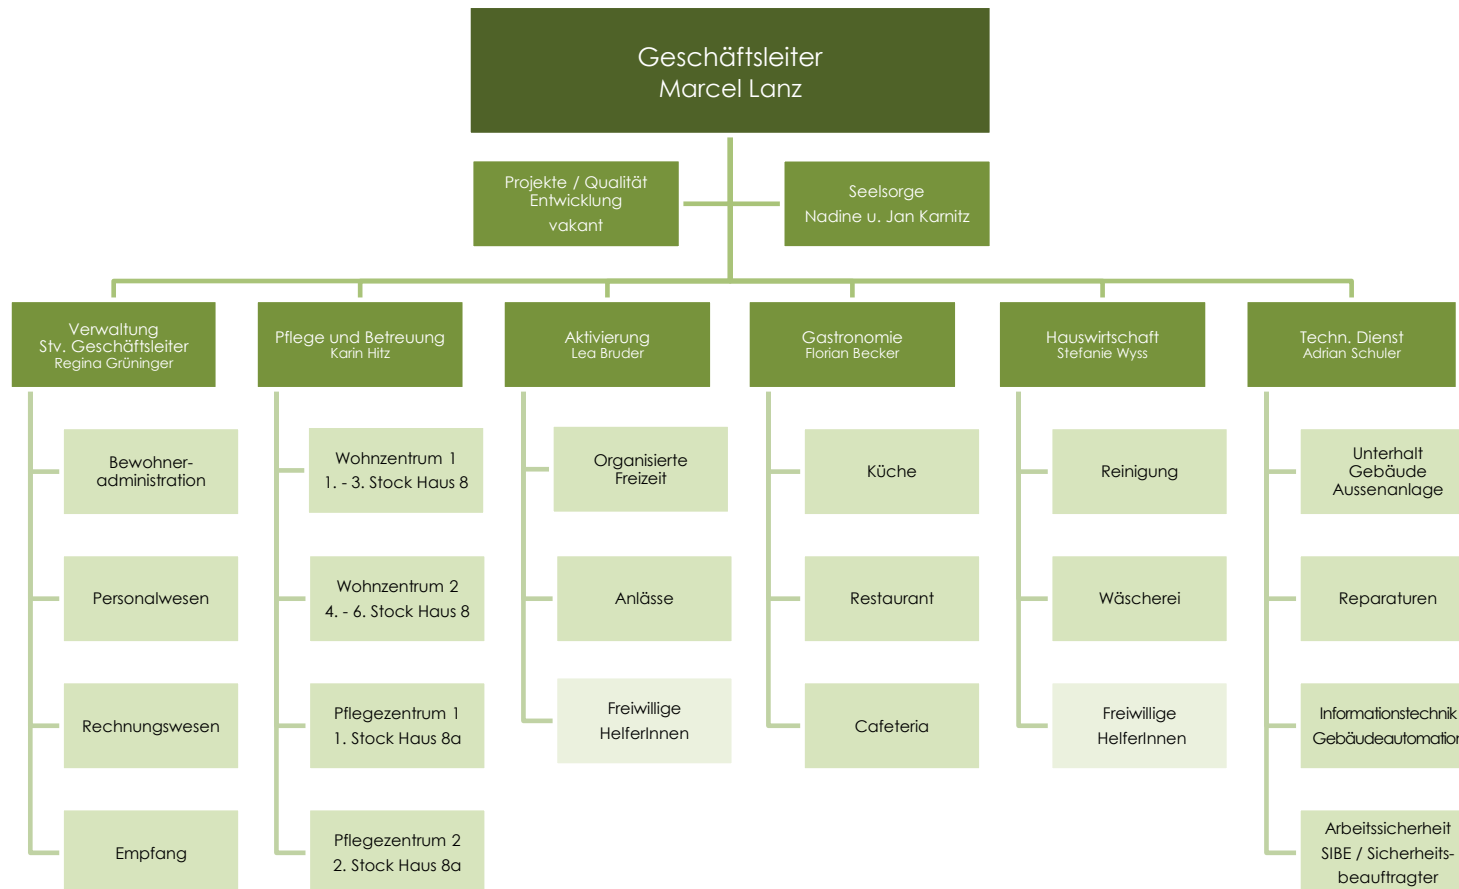 Geschäftsleiter
Marcel Lanz
Projekte / Qualität
Entwicklung
vakant
Seelsorge
Nadine u. Jan Karnitz
Verwaltung
Stv. Geschäftsleiter
Regina Grüninger
Pflege und Betreuung
Karin Hitz
Aktivierung
Lea Bruder
Gastronomie
Florian Becker
Hauswirtschaft
Stefanie Wyss
Techn. Dienst
Adrian Schuler
Bewohner-
administration
Wohnzentrum 1
1. - 3. Stock Haus 8
Organisierte
Freizeit
Küche
Reinigung
Unterhalt
Gebäude
Aussenanlage
Personalwesen
Wohnzentrum 2
4. - 6. Stock Haus 8
Anlässe
Restaurant
Wäscherei
Reparaturen
Rechnungswesen
Pflegezentrum 1
1. Stock Haus 8a
Freiwillige
HelferInnen
Cafeteria
Freiwillige
HelferInnen
Informationstechnik
Gebäudeautomation
Empfang
Pflegezentrum 2
2. Stock Haus 8a
Arbeitssicherheit
SIBE / Sicherheits-
beauftragter